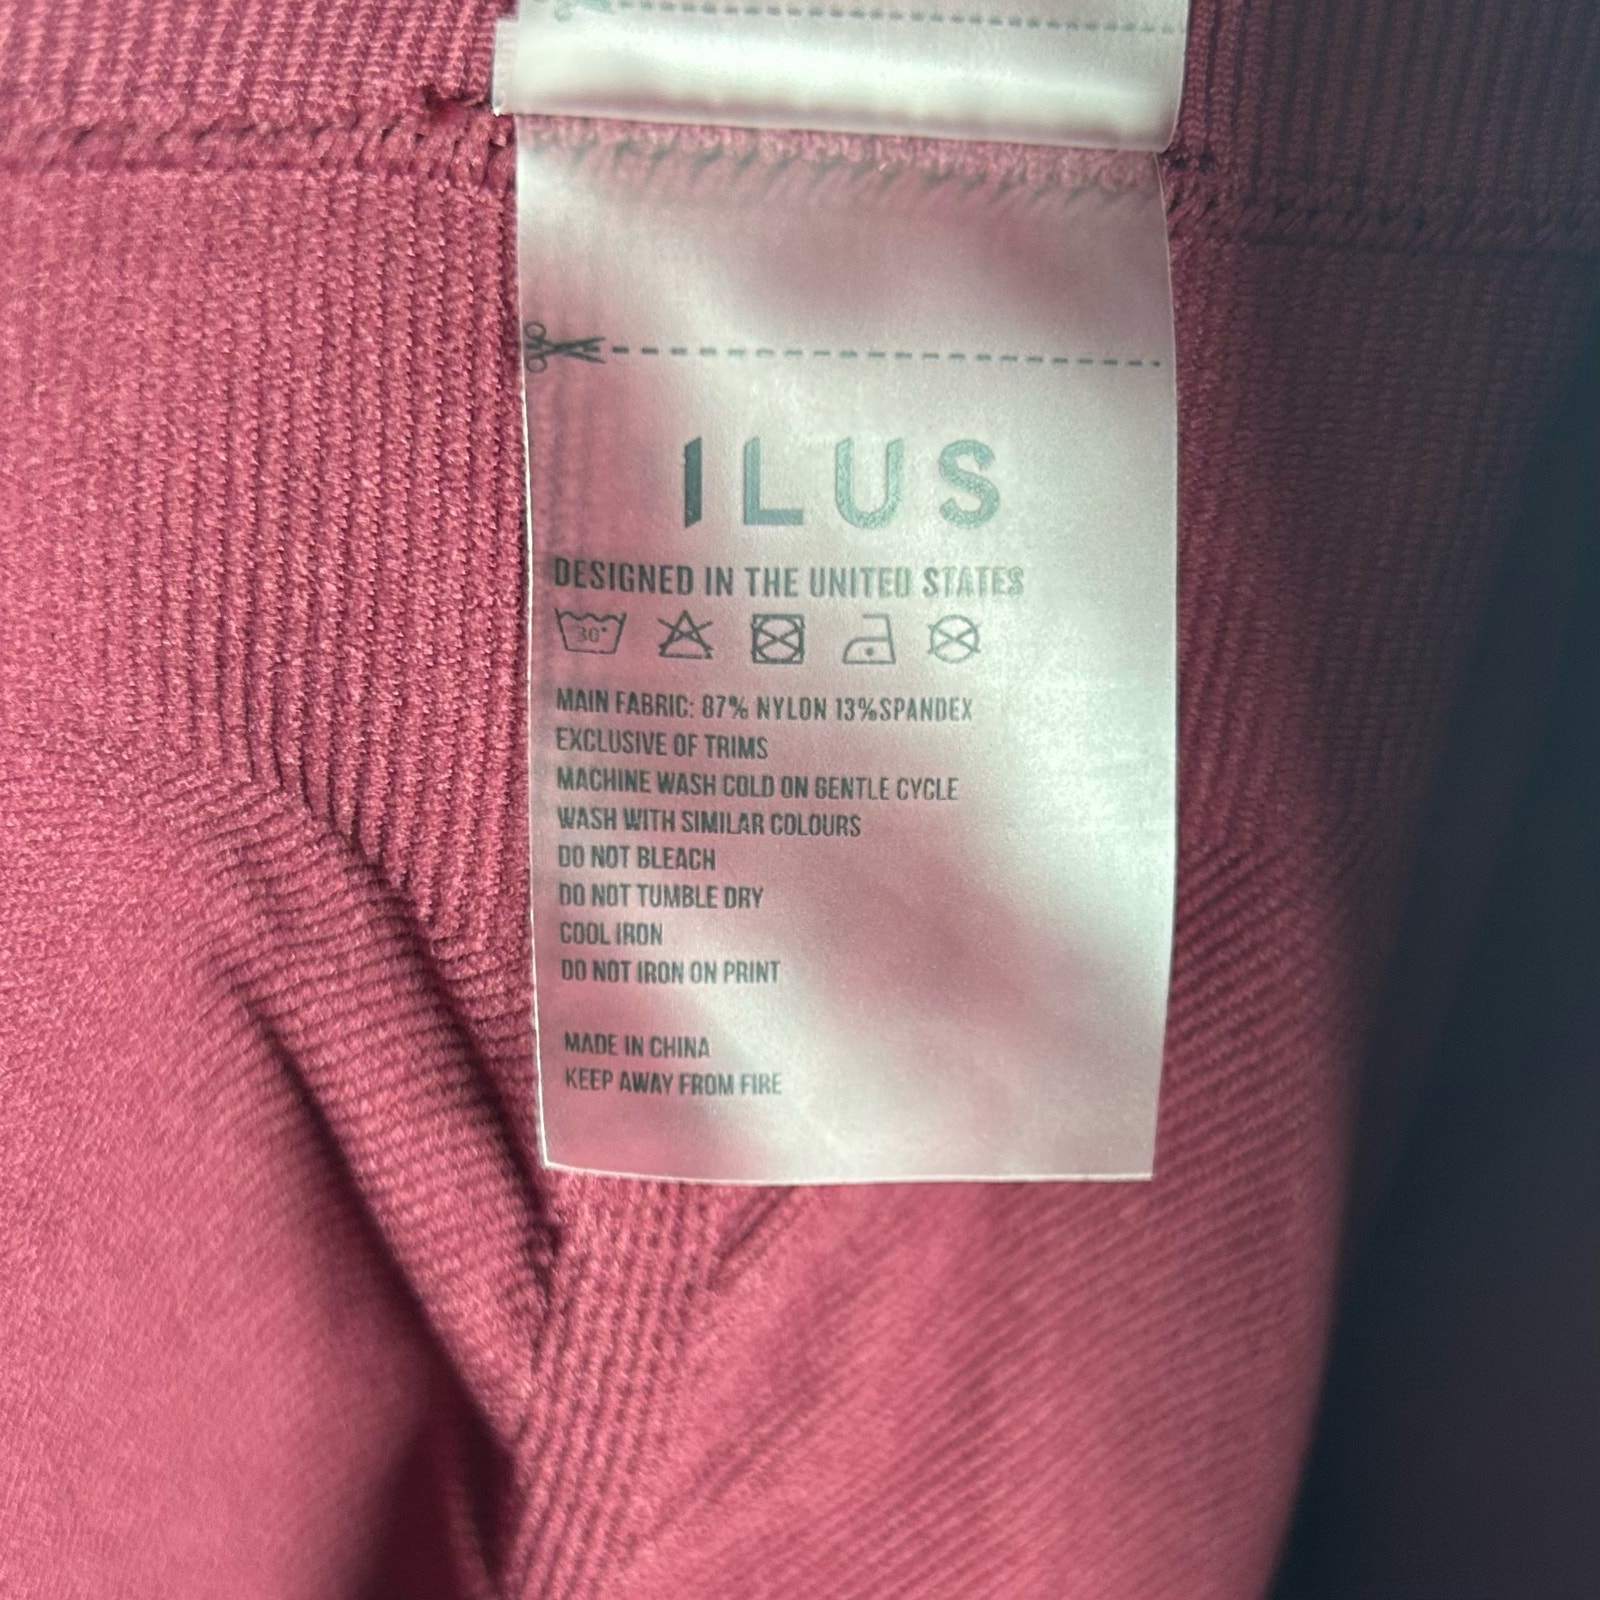 ILUS
DESIGNED IN THE UNITED STATES
30°
MAIN FABRIC: 87% NYLON 13%SPANDEX
EXCLUSIVE OF TRIMS
MACHINE WASH COLD ON GENTLE CYCLE
WASH WITH SIMILAR COLOURS
DO NOT BLEACH
DO NOT TUMBLE DRY
COOL IRON
DO NOT IRON ON PRINT
MADE IN CHINA
KEEP AWAY FROM FIRE